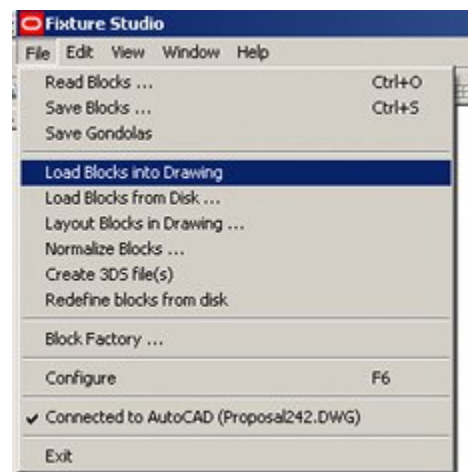 Fixture Studio
File Edit View Window Help
Read Blocks ... Ctrl+O
Save Blocks ... Ctrl+S
Save Gondolas
Load Blocks into Drawing
Load Blocks from Disk ...
Layout Blocks in Drawing ...
Normalize Blocks ...
Create 3DS file(s)
Redefine blocks from disk
Block Factory ...
Configure F6
Connected to AutoCAD (Proposal242.DWG)
Exit